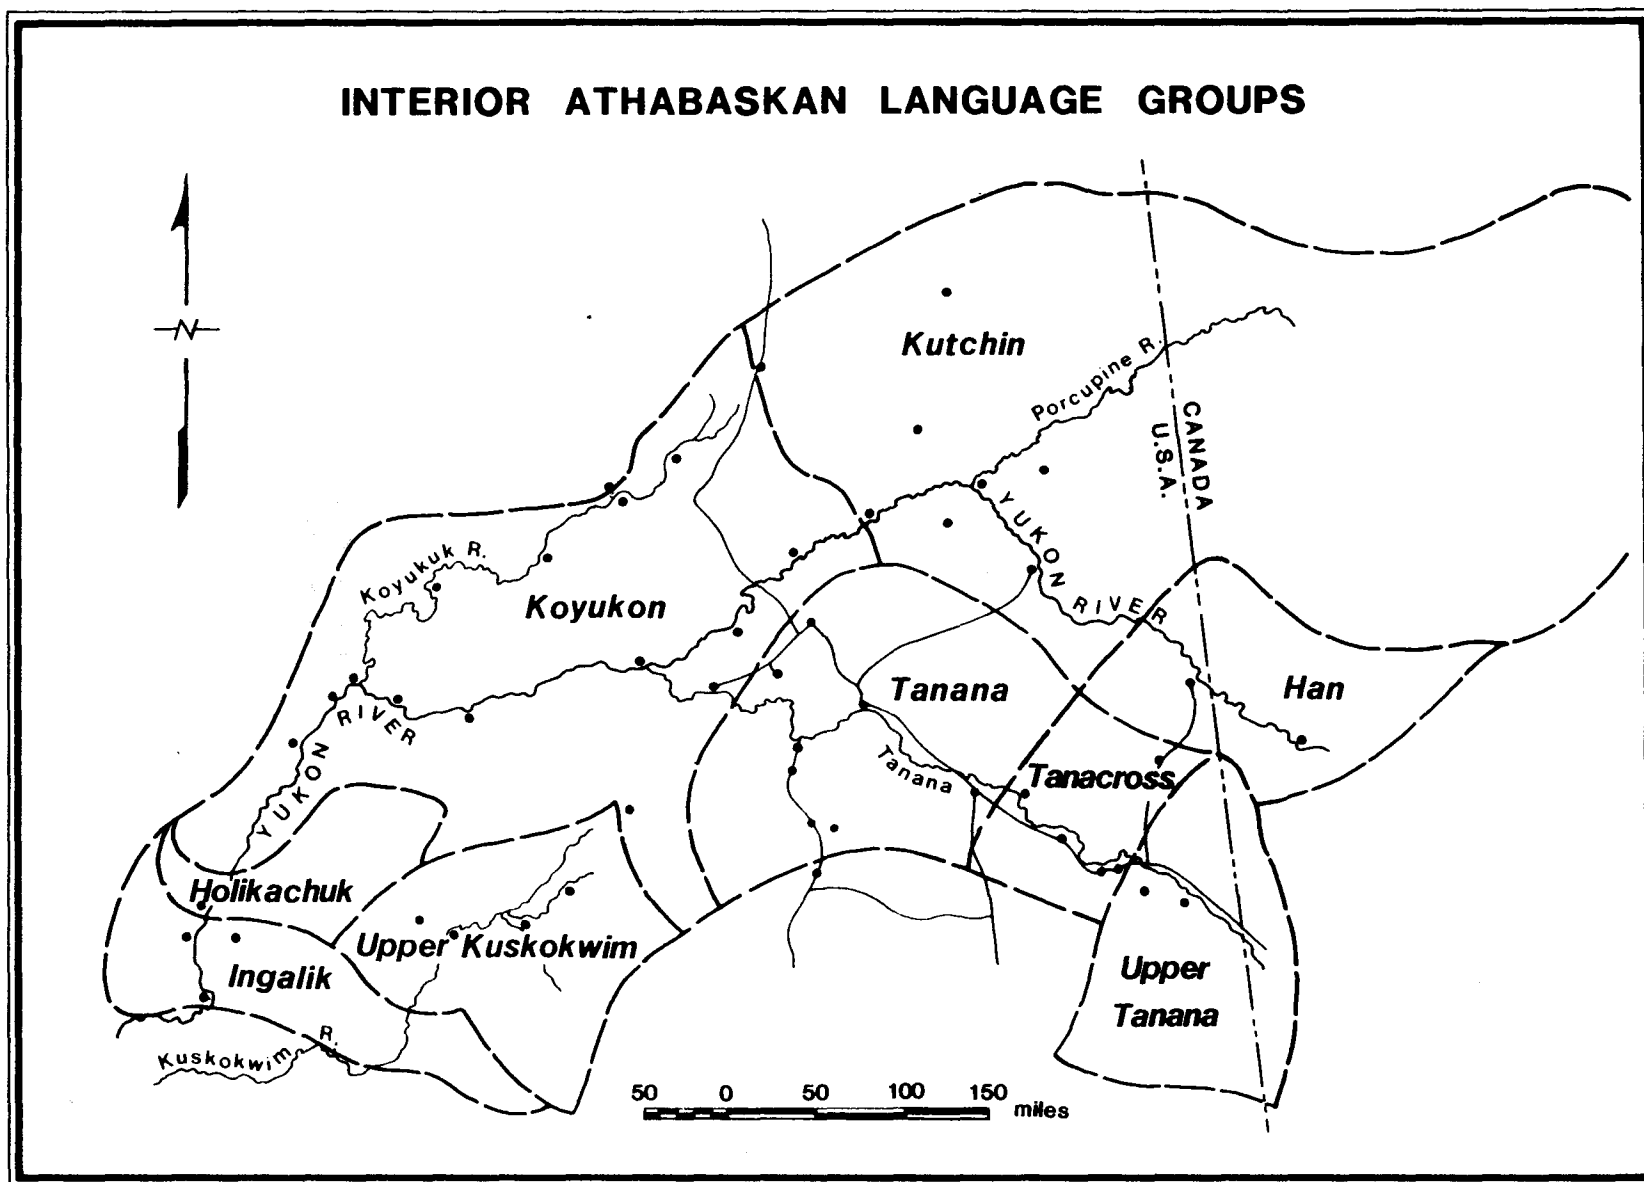 INTERIOR ATHABASKAN LANGUAGE GROUPS
N
Kutchin
Porcupine R.
CANADA
U.S.A.
YUKON RIVER
Koyukuk R.
Koyukon
Tanana
Han
YUKON RIVER
Tanana
Tanacross
Holikachuk
Upper Kuskokwim
Ingalik
Upper
Tanana
Kuskokwim R.
50 0 50 100 150 miles